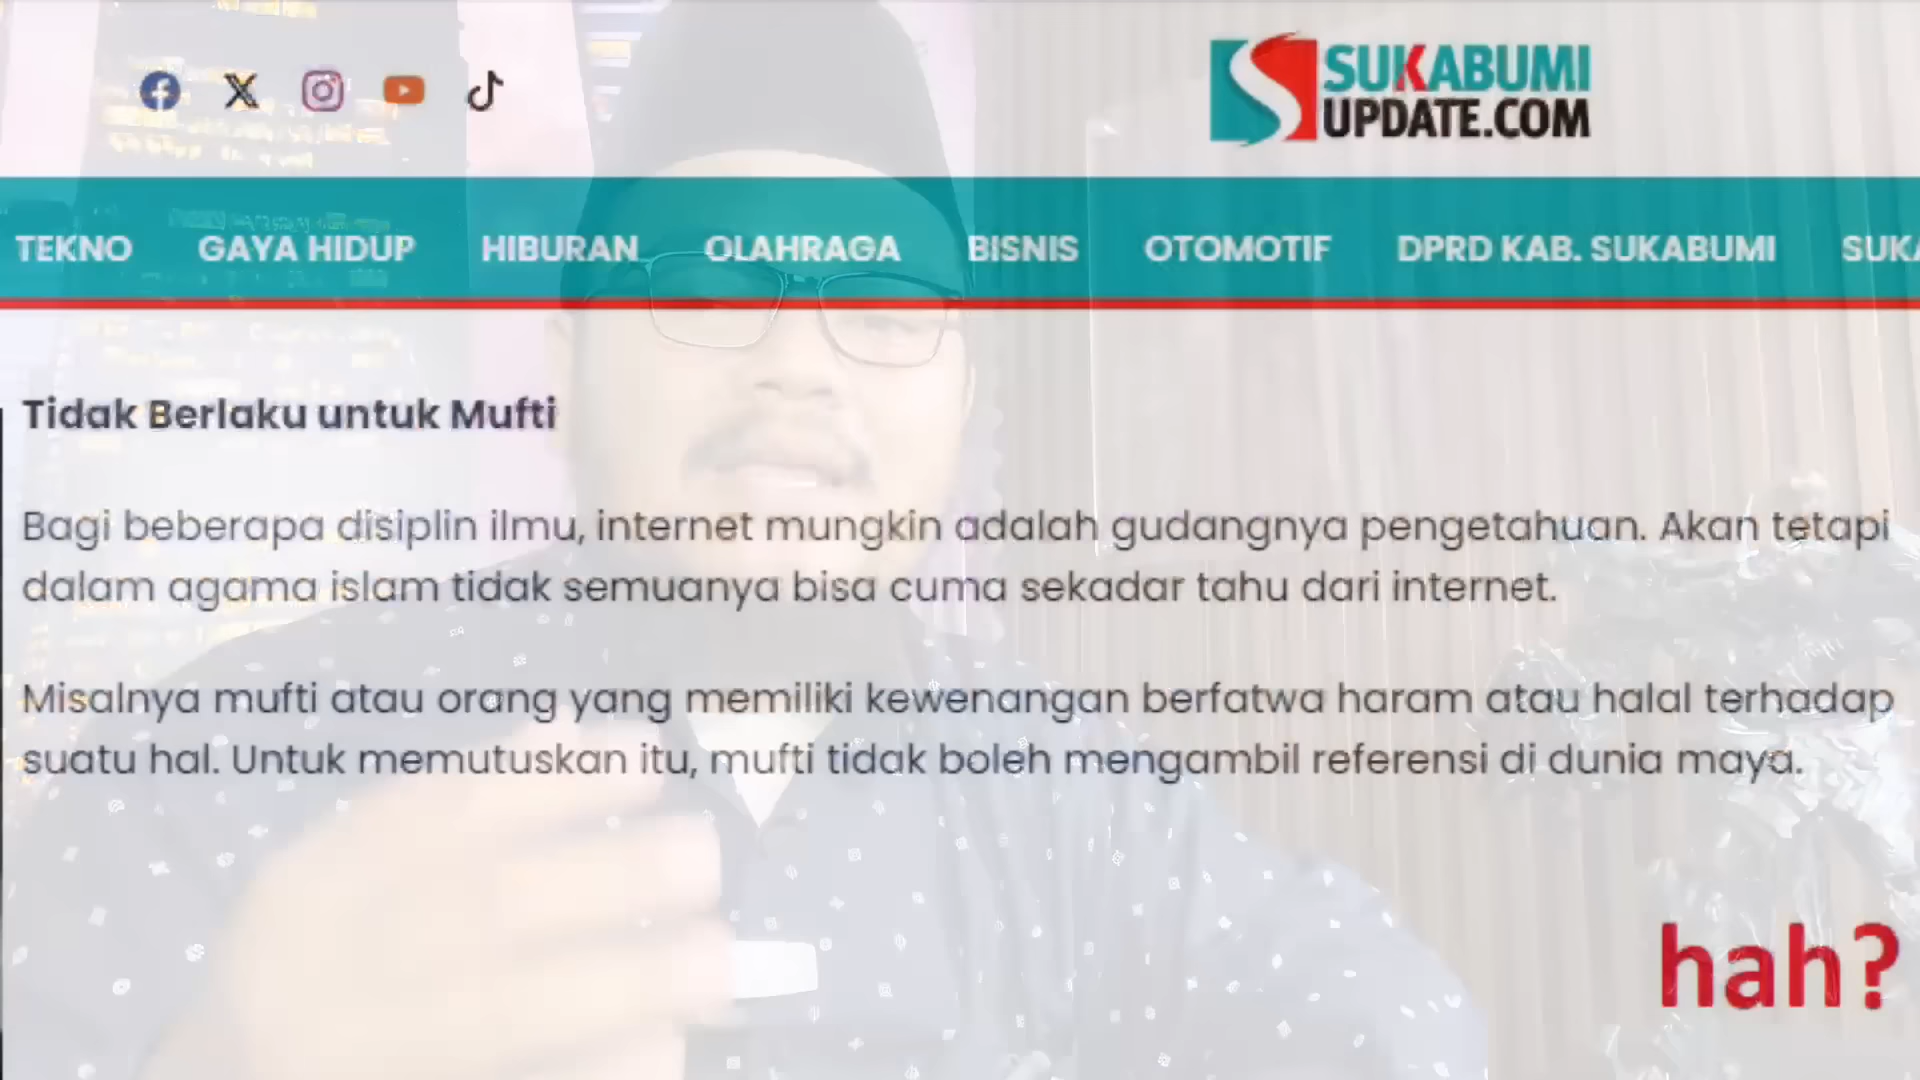 SUKABUMI
UPDATE.COM
TEKNO GAYA HIDUP HIBURAN OLAHRAGA BISNIS OTOMOTIF DPRD KAB. SUKABUMI
Tidak Berlaku untuk Mufti
Bagi beberapa disiplin ilmu, internet mungkin adalah gudangnya pengetahuan. Akan tetapi
dalam agama islam tidak semuanya bisa cuma sekadar tahu dari internet.
Misalnya mufti atau orang yang memiliki kewenangan berfatwa haram atau halal terhadap
suatu hal. Untuk memutuskan itu, mufti tidak boleh mengambil referensi di dunia maya.
hah?